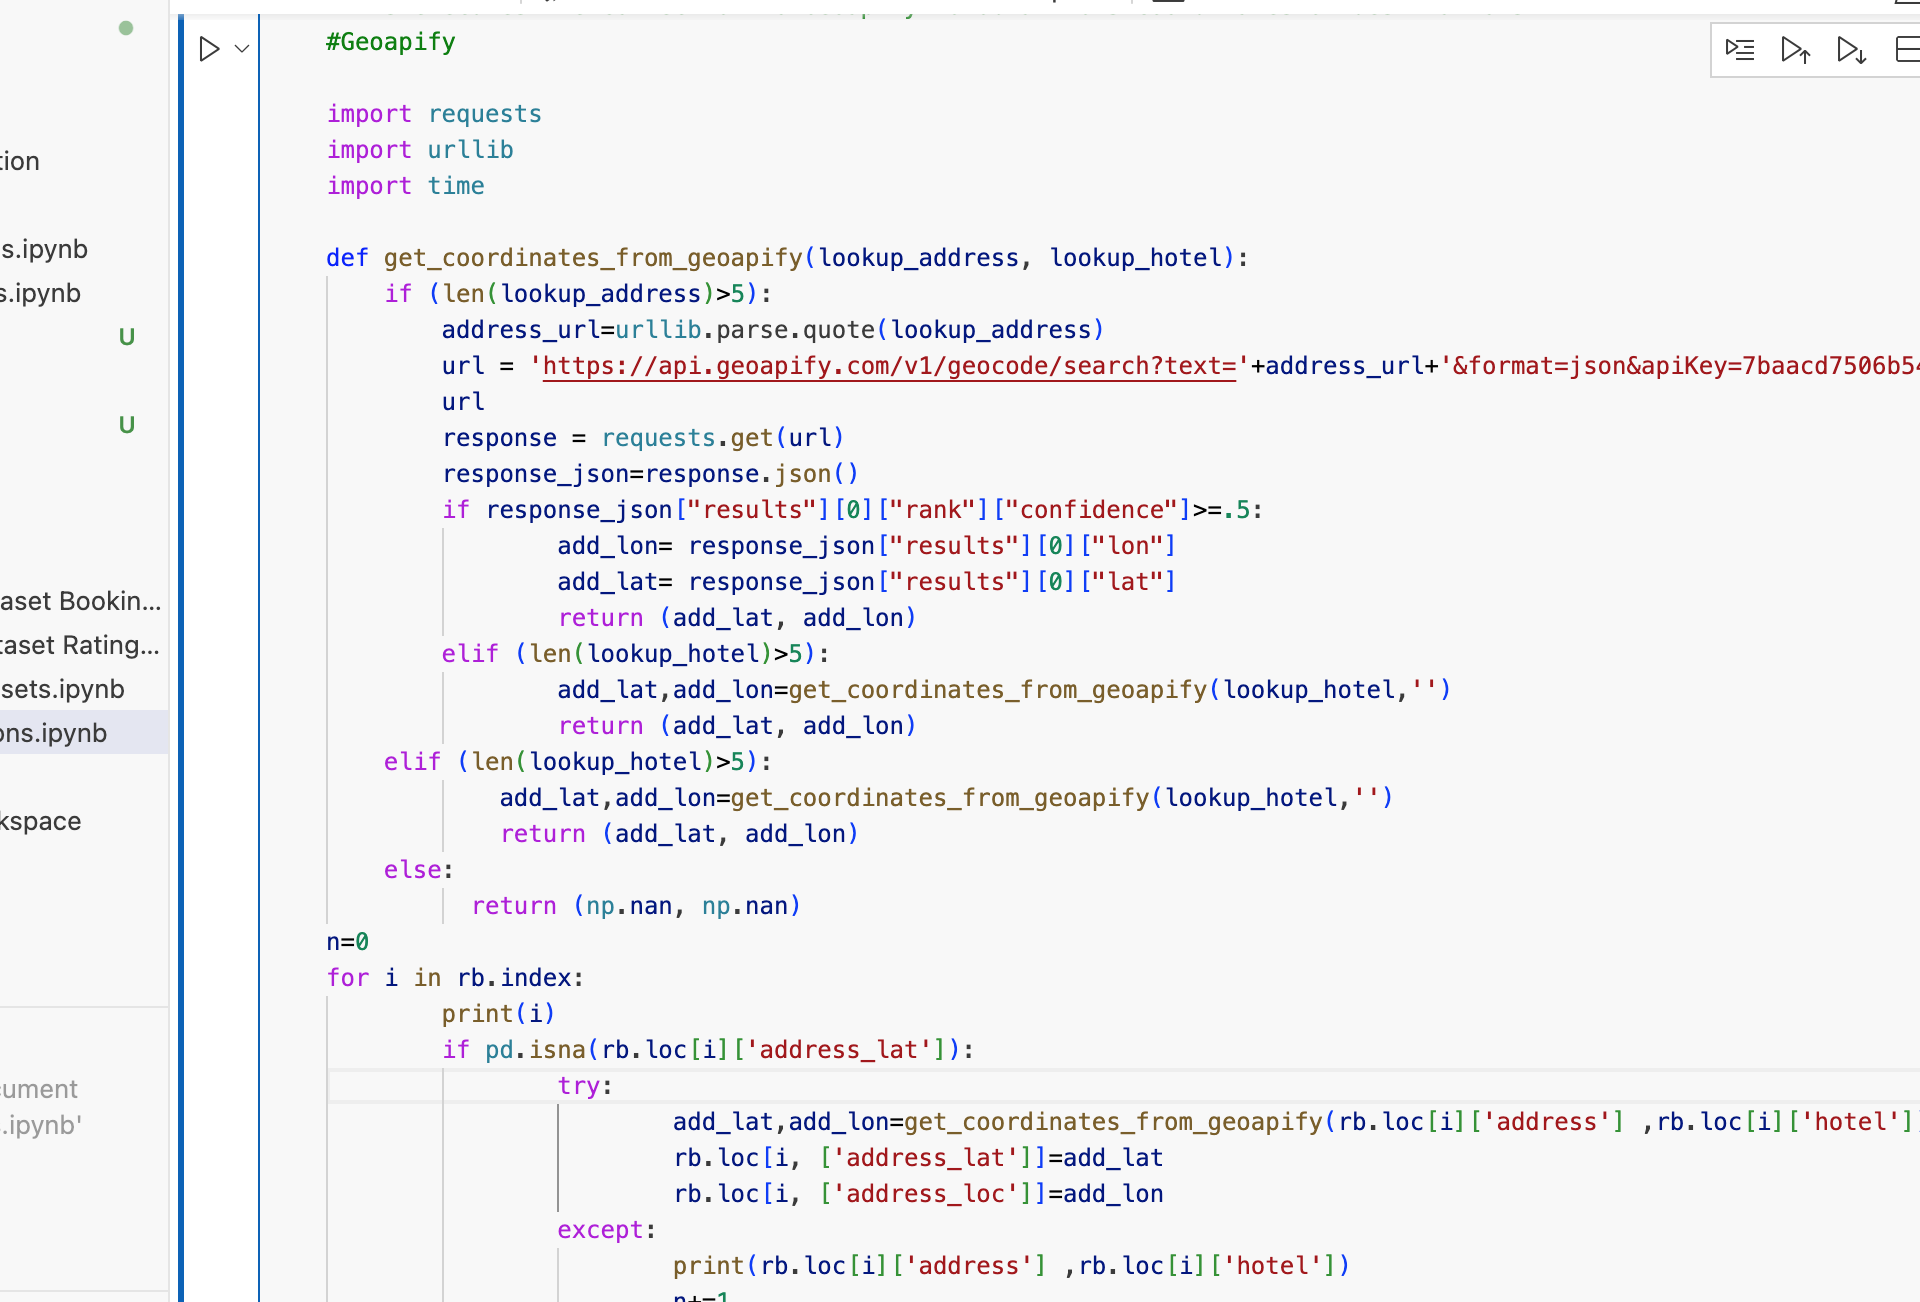 #Geoapify
import requests
import urllib
import time
def get_coordinates_from_geoapify(lookup_address, lookup_hotel):
if (len(lookup_address)>5):
address_url=urllib.parse.quote(lookup_address)
url = 'https://api.geoapify.com/v1/geocode/search?text='+address_url+'&format=json&apiKey=7baacd7506b54
url
response = requests.get(url)
response_json=response.json()
if response_json["results"][0]["rank"]["confidence"]>=.5:
add_lon= response_json["results"][0]["lon"]
add_lat= response_json["results"][0]["lat"]
return (add_lat, add_lon)
elif (len(lookup_hotel)>5):
add_lat,add_lon=get_coordinates_from_geoapify(lookup_hotel,'')
return (add_lat, add_lon)
elif (len(lookup_hotel)>5):
add_lat,add_lon=get_coordinates_from_geoapify(lookup_hotel,'')
return (add_lat, add_lon)
else:
return (np.nan, np.nan)
n=0
for i in rb.index:
print(i)
if pd.isna(rb.loc[i]['address_lat']):
try:
add_lat,add_lon=get_coordinates_from_geoapify(rb.loc[i]['address'] ,rb.loc[i]['hotel']
rb.loc[i, ['address_lat']]=add_lat
rb.loc[i, ['address_loc']]=add_lon
except:
print(rb.loc[i]['address'] ,rb.loc[i]['hotel'])
n+=1
tion
s.ipynb
s.ipynb
U
U
aset Bookin...
taset Rating...
sets.ipynb
ons.ipynb
kspace
cument
.ipynb'